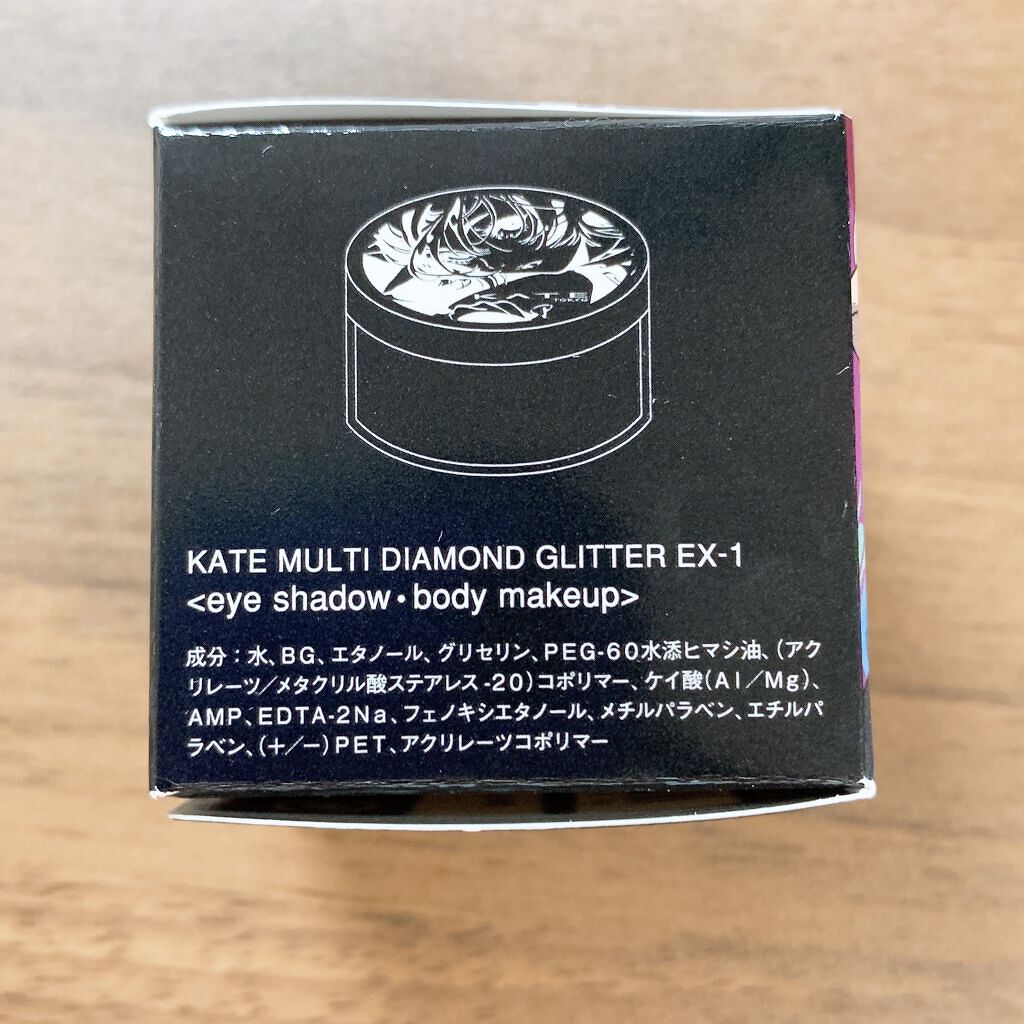 KATE
TOKYO
KATE MULTI DIAMOND GLITTER EX-1
<eye shadow・body makeup>
成分：水、BG、エタノール、グリセリン、PEG-60水添ヒマシ油、（アク
リレーツ／メタクリル酸ステアレス-20）コポリマー、ケイ酸（Al／Mg）、
AMP、EDTA-2Na、フェノキシエタノール、メチルパラベン、エチルパ
ラベン、（+／−）PET、アクリレーツコポリマー